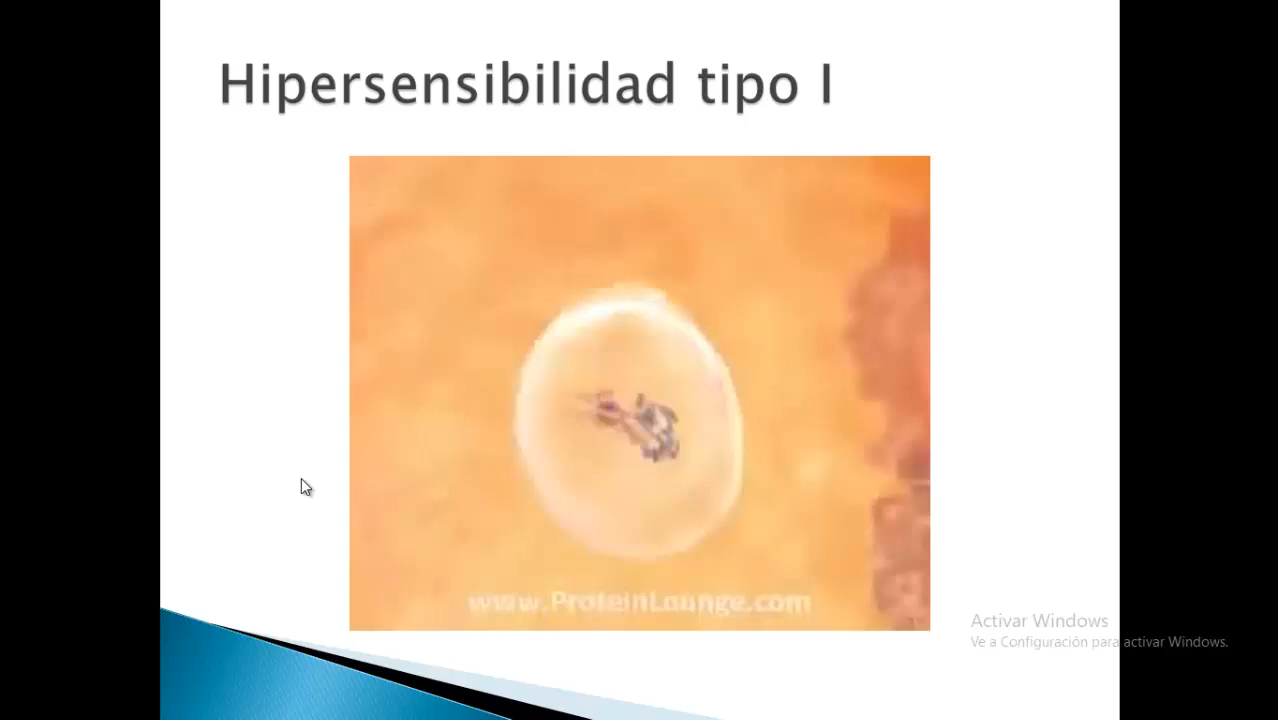 Hipersensibilidad tipo I
www.ProteinLounge.com
Activar Windows
Ve a Configuración para activar Windows.